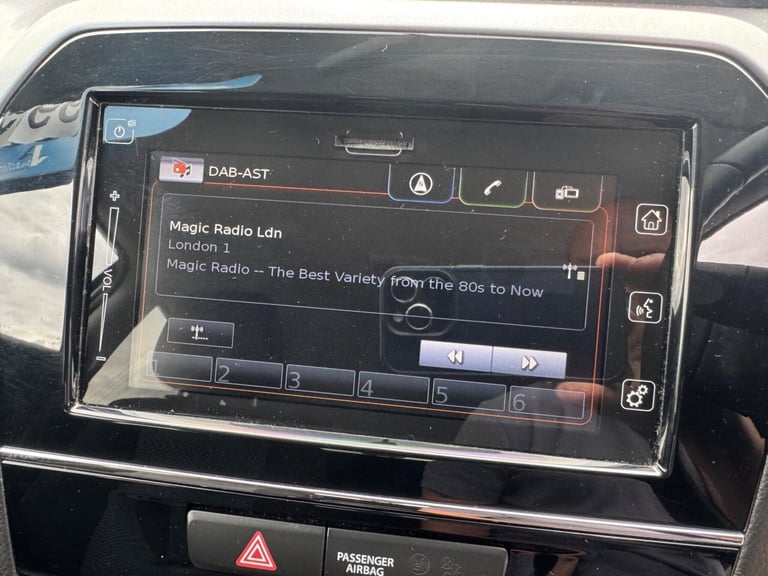 DAB-AST
Magic Radio Ldn
London 1
Magic Radio -- The Best Variety from the 80s to Now
+
VOL
-
1
2
3
4
5
6
PASSENGER
AIRBAG